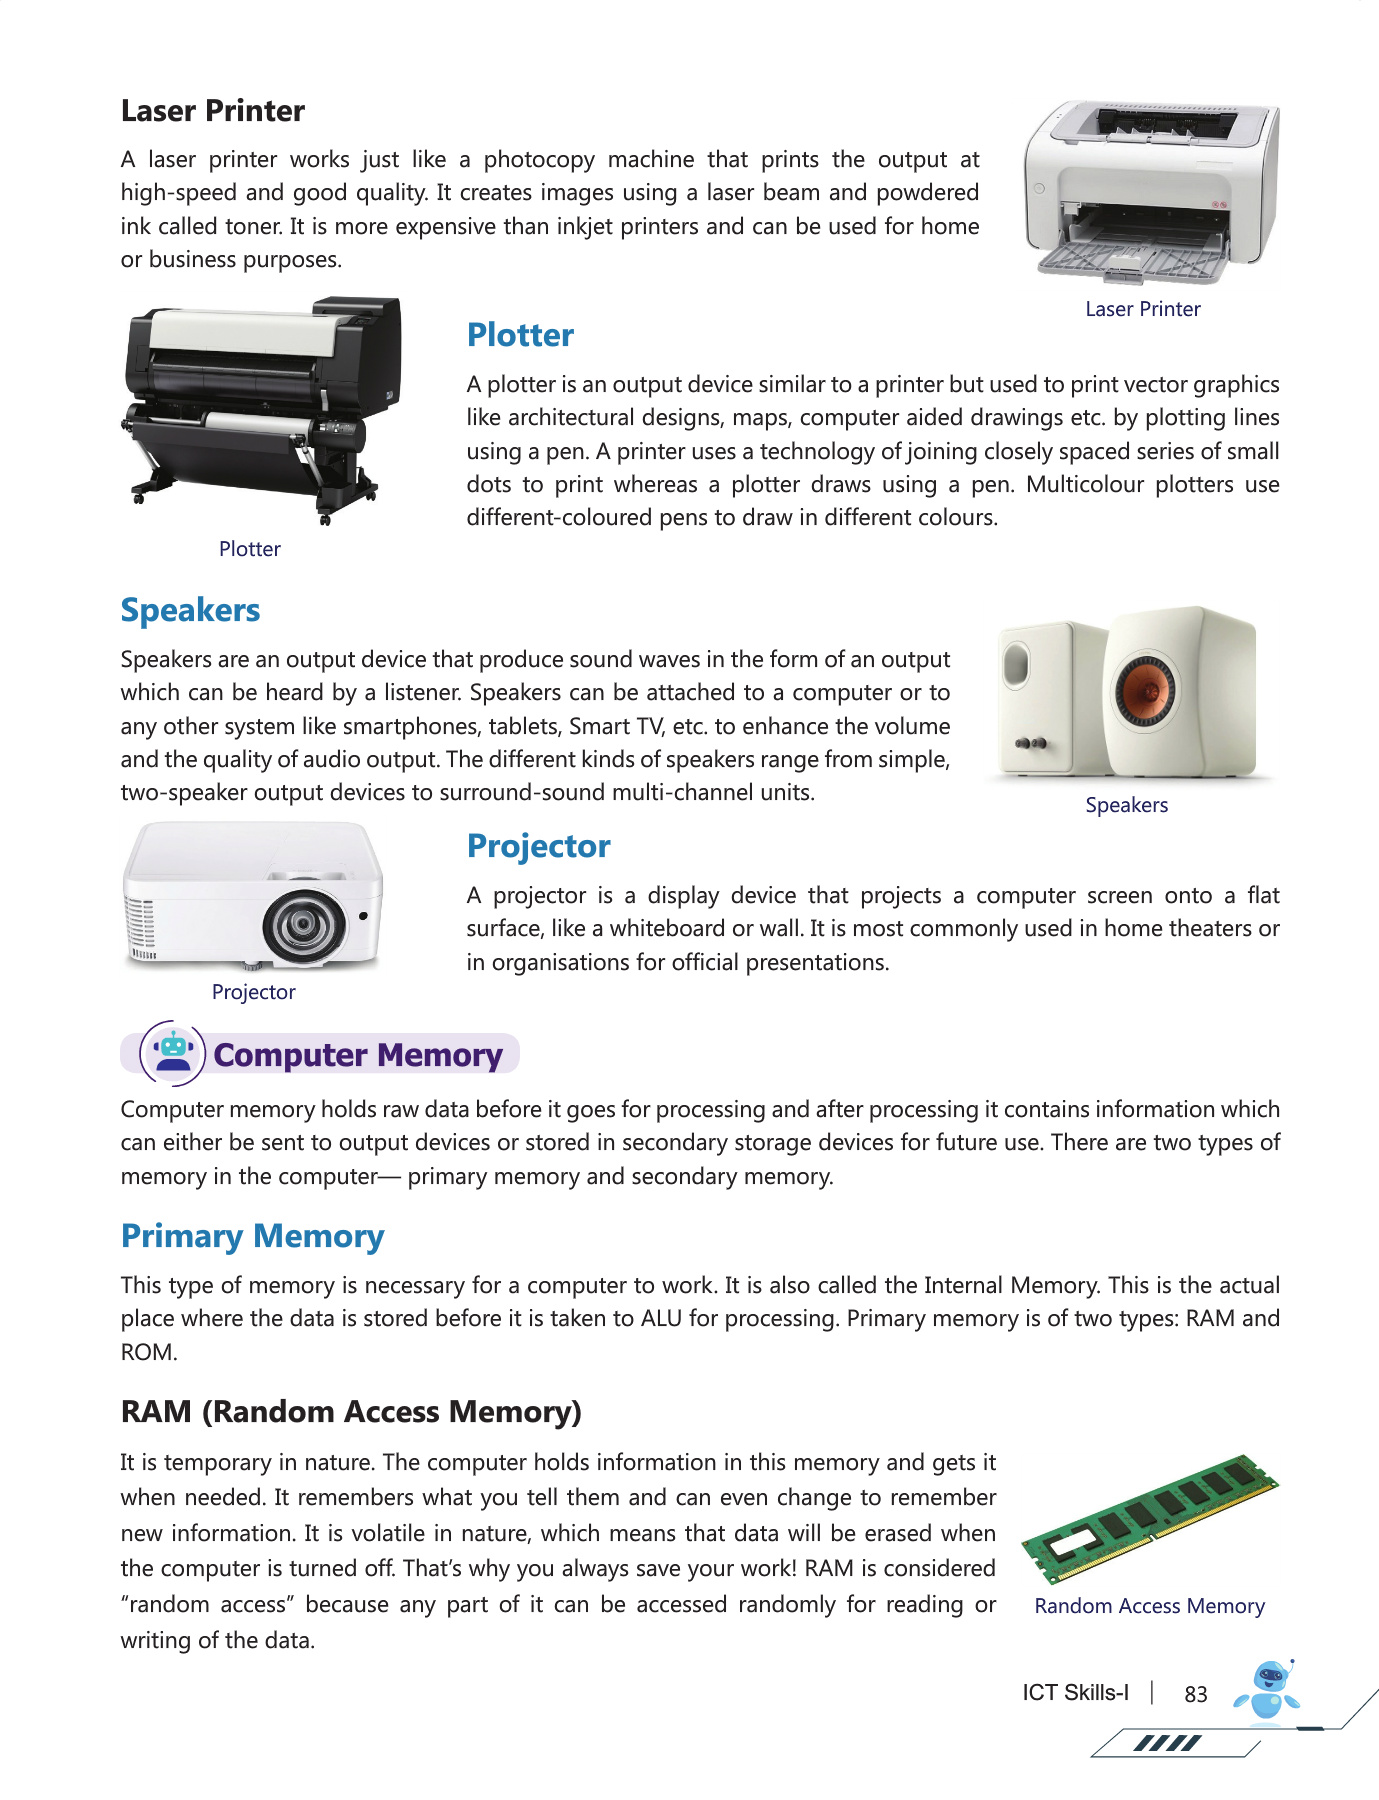 Laser Printer
A laser printer works just like a photocopy machine that prints the output at
high-speed and good quality. It creates images using a laser beam and powdered
ink called toner. It is more expensive than inkjet printers and can be used for home
or business purposes.
Laser Printer
Plotter
A plotter is an output device similar to a printer but used to print vector graphics
like architectural designs, maps, computer aided drawings etc. by plotting lines
using a pen. A printer uses a technology of joining closely spaced series of small
dots to print whereas a plotter draws using a pen. Multicolour plotters use
different-coloured pens to draw in different colours.
Plotter
Speakers
Speakers are an output device that produce sound waves in the form of an output
which can be heard by a listener. Speakers can be attached to a computer or to
any other system like smartphones, tablets, Smart TV, etc. to enhance the volume
and the quality of audio output. The different kinds of speakers range from simple,
two-speaker output devices to surround-sound multi-channel units.
Speakers
Projector
A projector is a display device that projects a computer screen onto a flat
surface, like a whiteboard or wall. It is most commonly used in home theaters or
in organisations for official presentations.
Projector
Computer Memory
Computer memory holds raw data before it goes for processing and after processing it contains information which
can either be sent to output devices or stored in secondary storage devices for future use. There are two types of
memory in the computer— primary memory and secondary memory.
Primary Memory
This type of memory is necessary for a computer to work. It is also called the Internal Memory. This is the actual
place where the data is stored before it is taken to ALU for processing. Primary memory is of two types: RAM and
ROM.
RAM (Random Access Memory)
It is temporary in nature. The computer holds information in this memory and gets it
when needed. It remembers what you tell them and can even change to remember
new information. It is volatile in nature, which means that data will be erased when
the computer is turned off. That’s why you always save your work! RAM is considered
“random access” because any part of it can be accessed randomly for reading or
writing of the data.
Random Access Memory
ICT Skills-I | 83